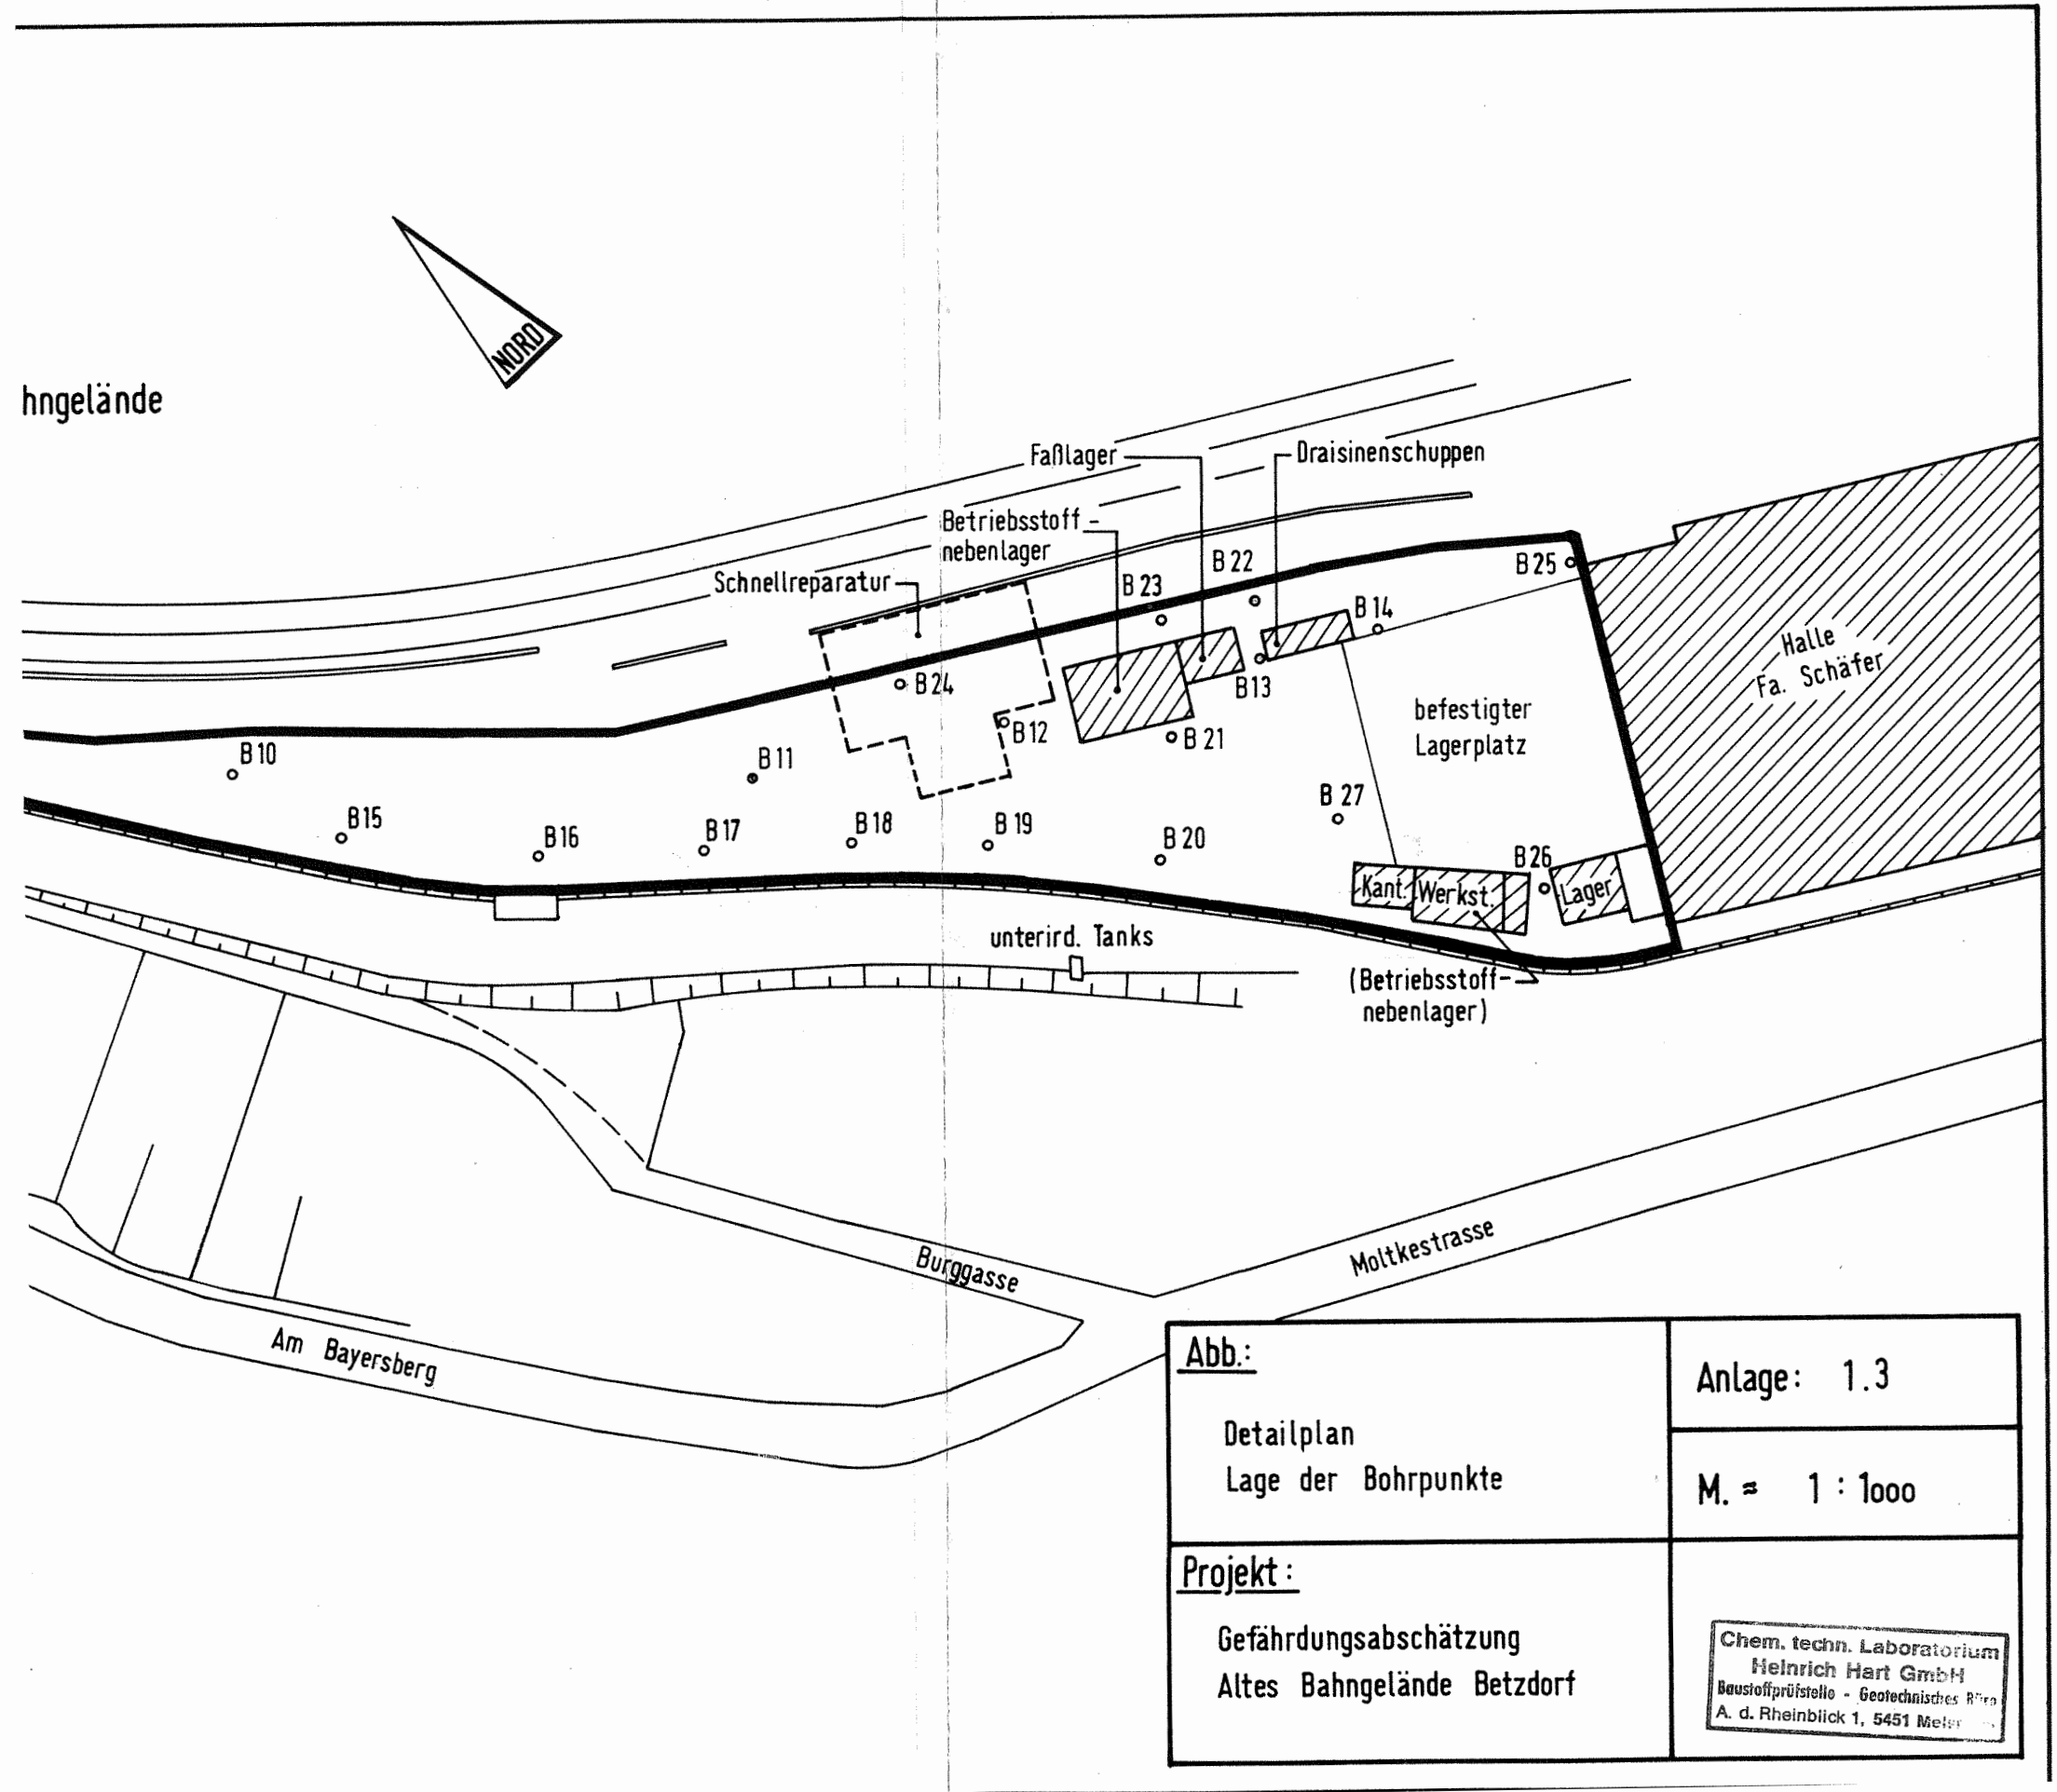 NORD
hngelände
Faßlager
Draisinenschuppen
Betriebsstoff-
nebenlager
Schnellreparatur
B 22
B 23
B 25
B 14
B 24
B 13
B 12
B 21
befestigter
Lagerplatz
Halle
Fa. Schäfer
B 10
B 11
B 15
B 16
B 17
B 18
B 19
B 20
B 27
B 26
Kant.
Werkst.
Lager
unterird. Tanks
(Betriebsstoff-
nebenlager)
Burggasse
Moltkestrasse
Am Bayersberg
Abb.:
Detailplan
Lage der Bohrpunkte
Anlage: 1.3
M. ≈ 1 : 1000
Projekt:
Gefährdungsabschätzung
Altes Bahngelände Betzdorf
Chem. techn. Laboratorium
Heinrich Hart GmbH
Baustoffprüfstelle - Geotechnisches Büro
A. d. Rheinblick 1, 5451